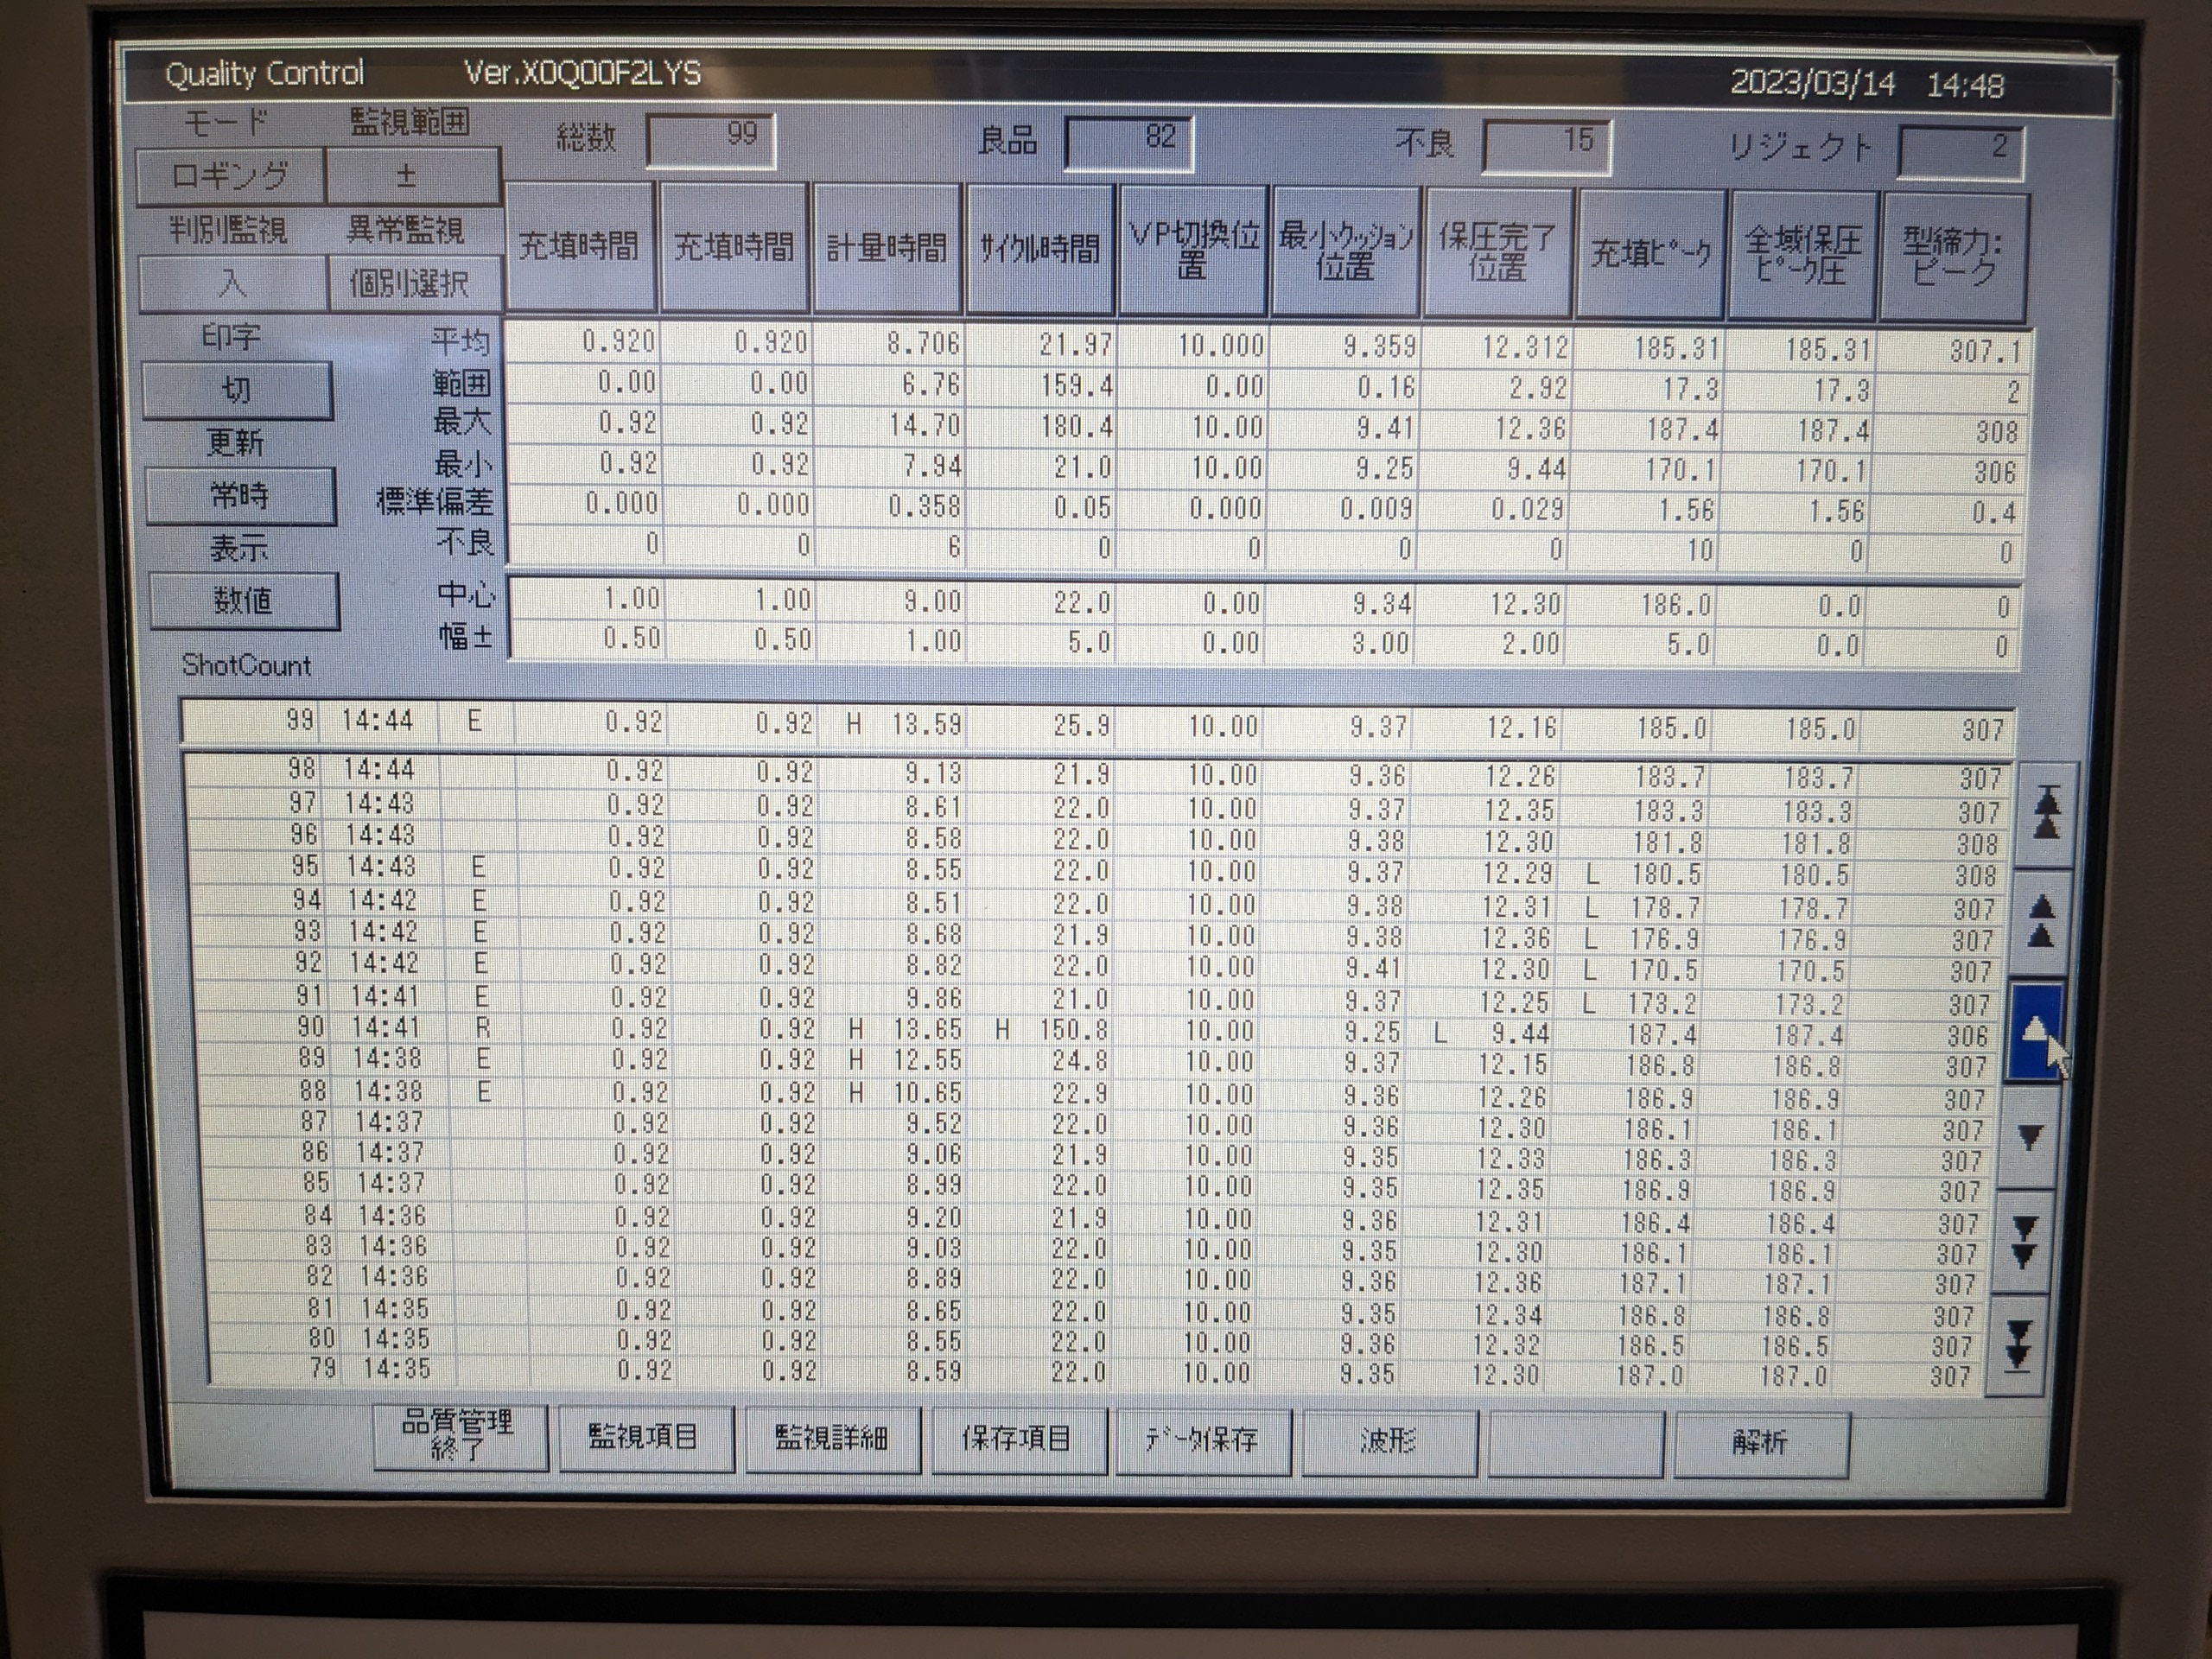 Quality Control Ver.X0Q00F2LYS 2023/03/14 14:48
モード 監視範囲 総数 99 良品 82 不良 15 リジェクト 2
ロギング ±
判別監視 異常監視
入 個別選択
充填時間 充填時間 計量時間 ｻｲｸﾙ時間 VP切換位置 最小ｸｯｼｮﾝ位置 保圧完了位置 充填ﾋﾟｰｸ 全域保圧ﾋﾟｰｸ圧 型締力:ピーク
印字
切
更新
常時
表示
数値
平均 0.920 0.920 8.706 21.97 10.000 9.359 12.312 185.31 185.31 307.1
範囲 0.00 0.00 6.76 159.4 0.00 0.16 2.92 17.3 17.3 2
最大 0.92 0.92 14.70 180.4 10.00 9.41 12.36 187.4 187.4 308
最小 0.92 0.92 7.94 21.0 10.00 9.25 9.44 170.1 170.1 306
標準偏差 0.000 0.000 0.358 0.05 0.000 0.009 0.029 1.56 1.56 0.4
不良 0 0 6 0 0 0 0 10 0 0
中心 1.00 1.00 9.00 22.0 0.00 9.34 12.30 186.0 0.0 0
幅± 0.50 0.50 1.00 5.0 0.00 3.00 2.00 5.0 0.0 0
ShotCount
99 14:44 E 0.92 0.92 H 13.59 25.9 10.00 9.37 12.16 185.0 185.0 307
98 14:44 0.92 0.92 9.13 21.9 10.00 9.36 12.26 183.7 183.7 307
97 14:43 0.92 0.92 8.61 22.0 10.00 9.37 12.35 183.3 183.3 307
96 14:43 0.92 0.92 8.58 22.0 10.00 9.38 12.30 181.8 181.8 308
95 14:43 E 0.92 0.92 8.55 22.0 10.00 9.37 12.29 L 180.5 180.5 308
94 14:42 E 0.92 0.92 8.51 22.0 10.00 9.38 12.31 L 178.7 178.7 307
93 14:42 E 0.92 0.92 8.68 21.9 10.00 9.38 12.36 L 176.9 176.9 307
92 14:42 E 0.92 0.92 8.82 22.0 10.00 9.41 12.30 L 170.5 170.5 307
91 14:41 E 0.92 0.92 9.86 21.0 10.00 9.37 12.25 L 173.2 173.2 307
90 14:41 R 0.92 0.92 H 13.65 H 150.8 10.00 9.25 L 9.44 187.4 187.4 306
89 14:38 E 0.92 0.92 H 12.55 24.8 10.00 9.37 12.15 186.8 186.8 307
88 14:38 E 0.92 0.92 H 10.65 22.9 10.00 9.36 12.26 186.9 186.9 307
87 14:37 0.92 0.92 9.52 22.0 10.00 9.36 12.30 186.1 186.1 307
86 14:37 0.92 0.92 9.06 21.9 10.00 9.35 12.33 186.3 186.3 307
85 14:37 0.92 0.92 8.99 22.0 10.00 9.35 12.35 186.9 186.9 307
84 14:36 0.92 0.92 9.20 21.9 10.00 9.36 12.31 186.4 186.4 307
83 14:36 0.92 0.92 9.03 22.0 10.00 9.35 12.30 186.1 186.1 307
82 14:36 0.92 0.92 8.89 22.0 10.00 9.36 12.36 187.1 187.1 307
81 14:35 0.92 0.92 8.65 22.0 10.00 9.35 12.34 186.8 186.8 307
80 14:35 0.92 0.92 8.55 22.0 10.00 9.36 12.32 186.5 186.5 307
79 14:35 0.92 0.92 8.59 22.0 10.00 9.35 12.30 187.0 187.0 307
品質管理終了 監視項目 監視詳細 保存項目 ﾃﾞｰﾀ保存 波形 解析